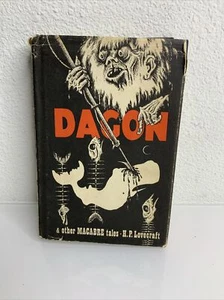 DAGON
& other MACABRE tales · H. P. Lovecraft